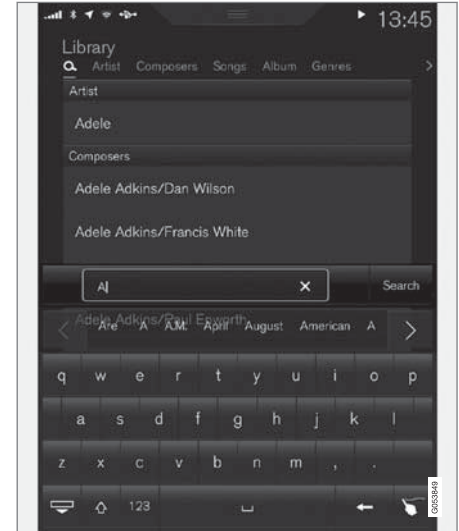 13:45
Library
Artist Composers Songs Album Genres
Artist
Adele
Composers
Adele Adkins/Dan Wilson
Adele Adkins/Francis White
A
Search
Adele Adkins/Paul Epworth
Are A A.M. April August American A
q w e r t y u i o p
a s d f g h j k l
z x c v b n m , .
123
G053849